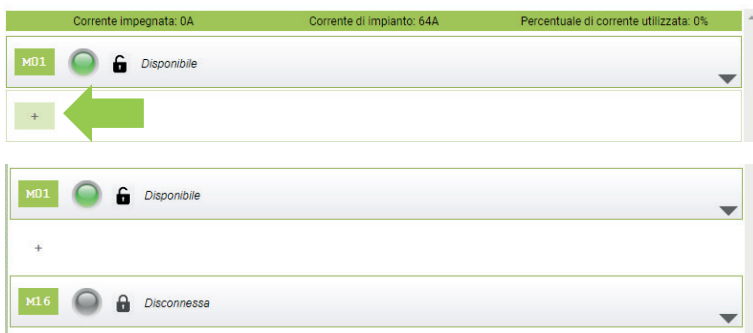 Corrente impegnata: 0A Corrente di impianto: 64A Percentuale di corrente utilizzata: 0%
M01 Disponibile
+
M01 Disponibile
+
M16 Disconnessa